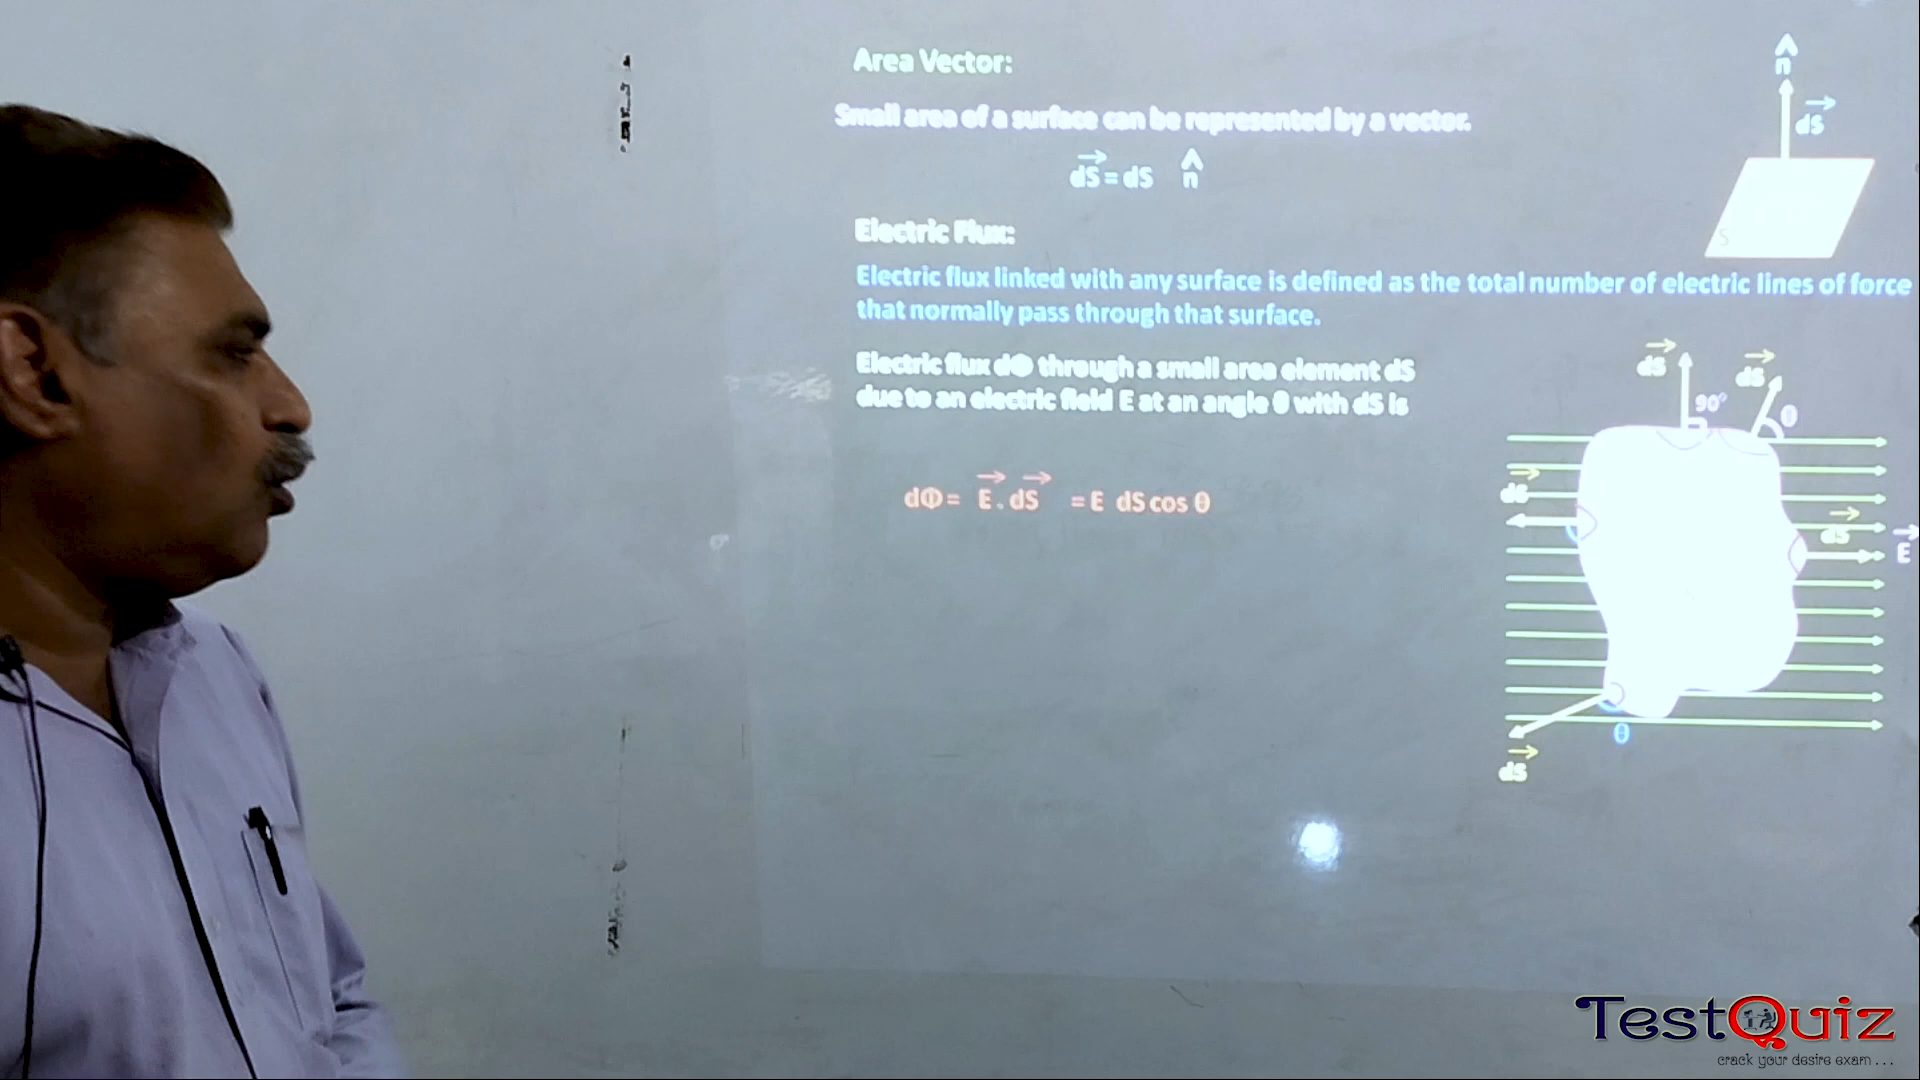 Area Vector:
Small area of a surface can be represented by a vector.
dS = dS n
Electric Flux:
Electric flux linked with any surface is defined as the total number of electric lines of force
that normally pass through that surface.
Electric flux dΦ through a small area element dS
due to an electric field E at an angle θ with dS is
dΦ = E . dS = E dS cos θ
n
dS
S
dS
dS
90°
θ
dS
dS
E
θ
dS
TestQuiz
crack your desire exam . . .